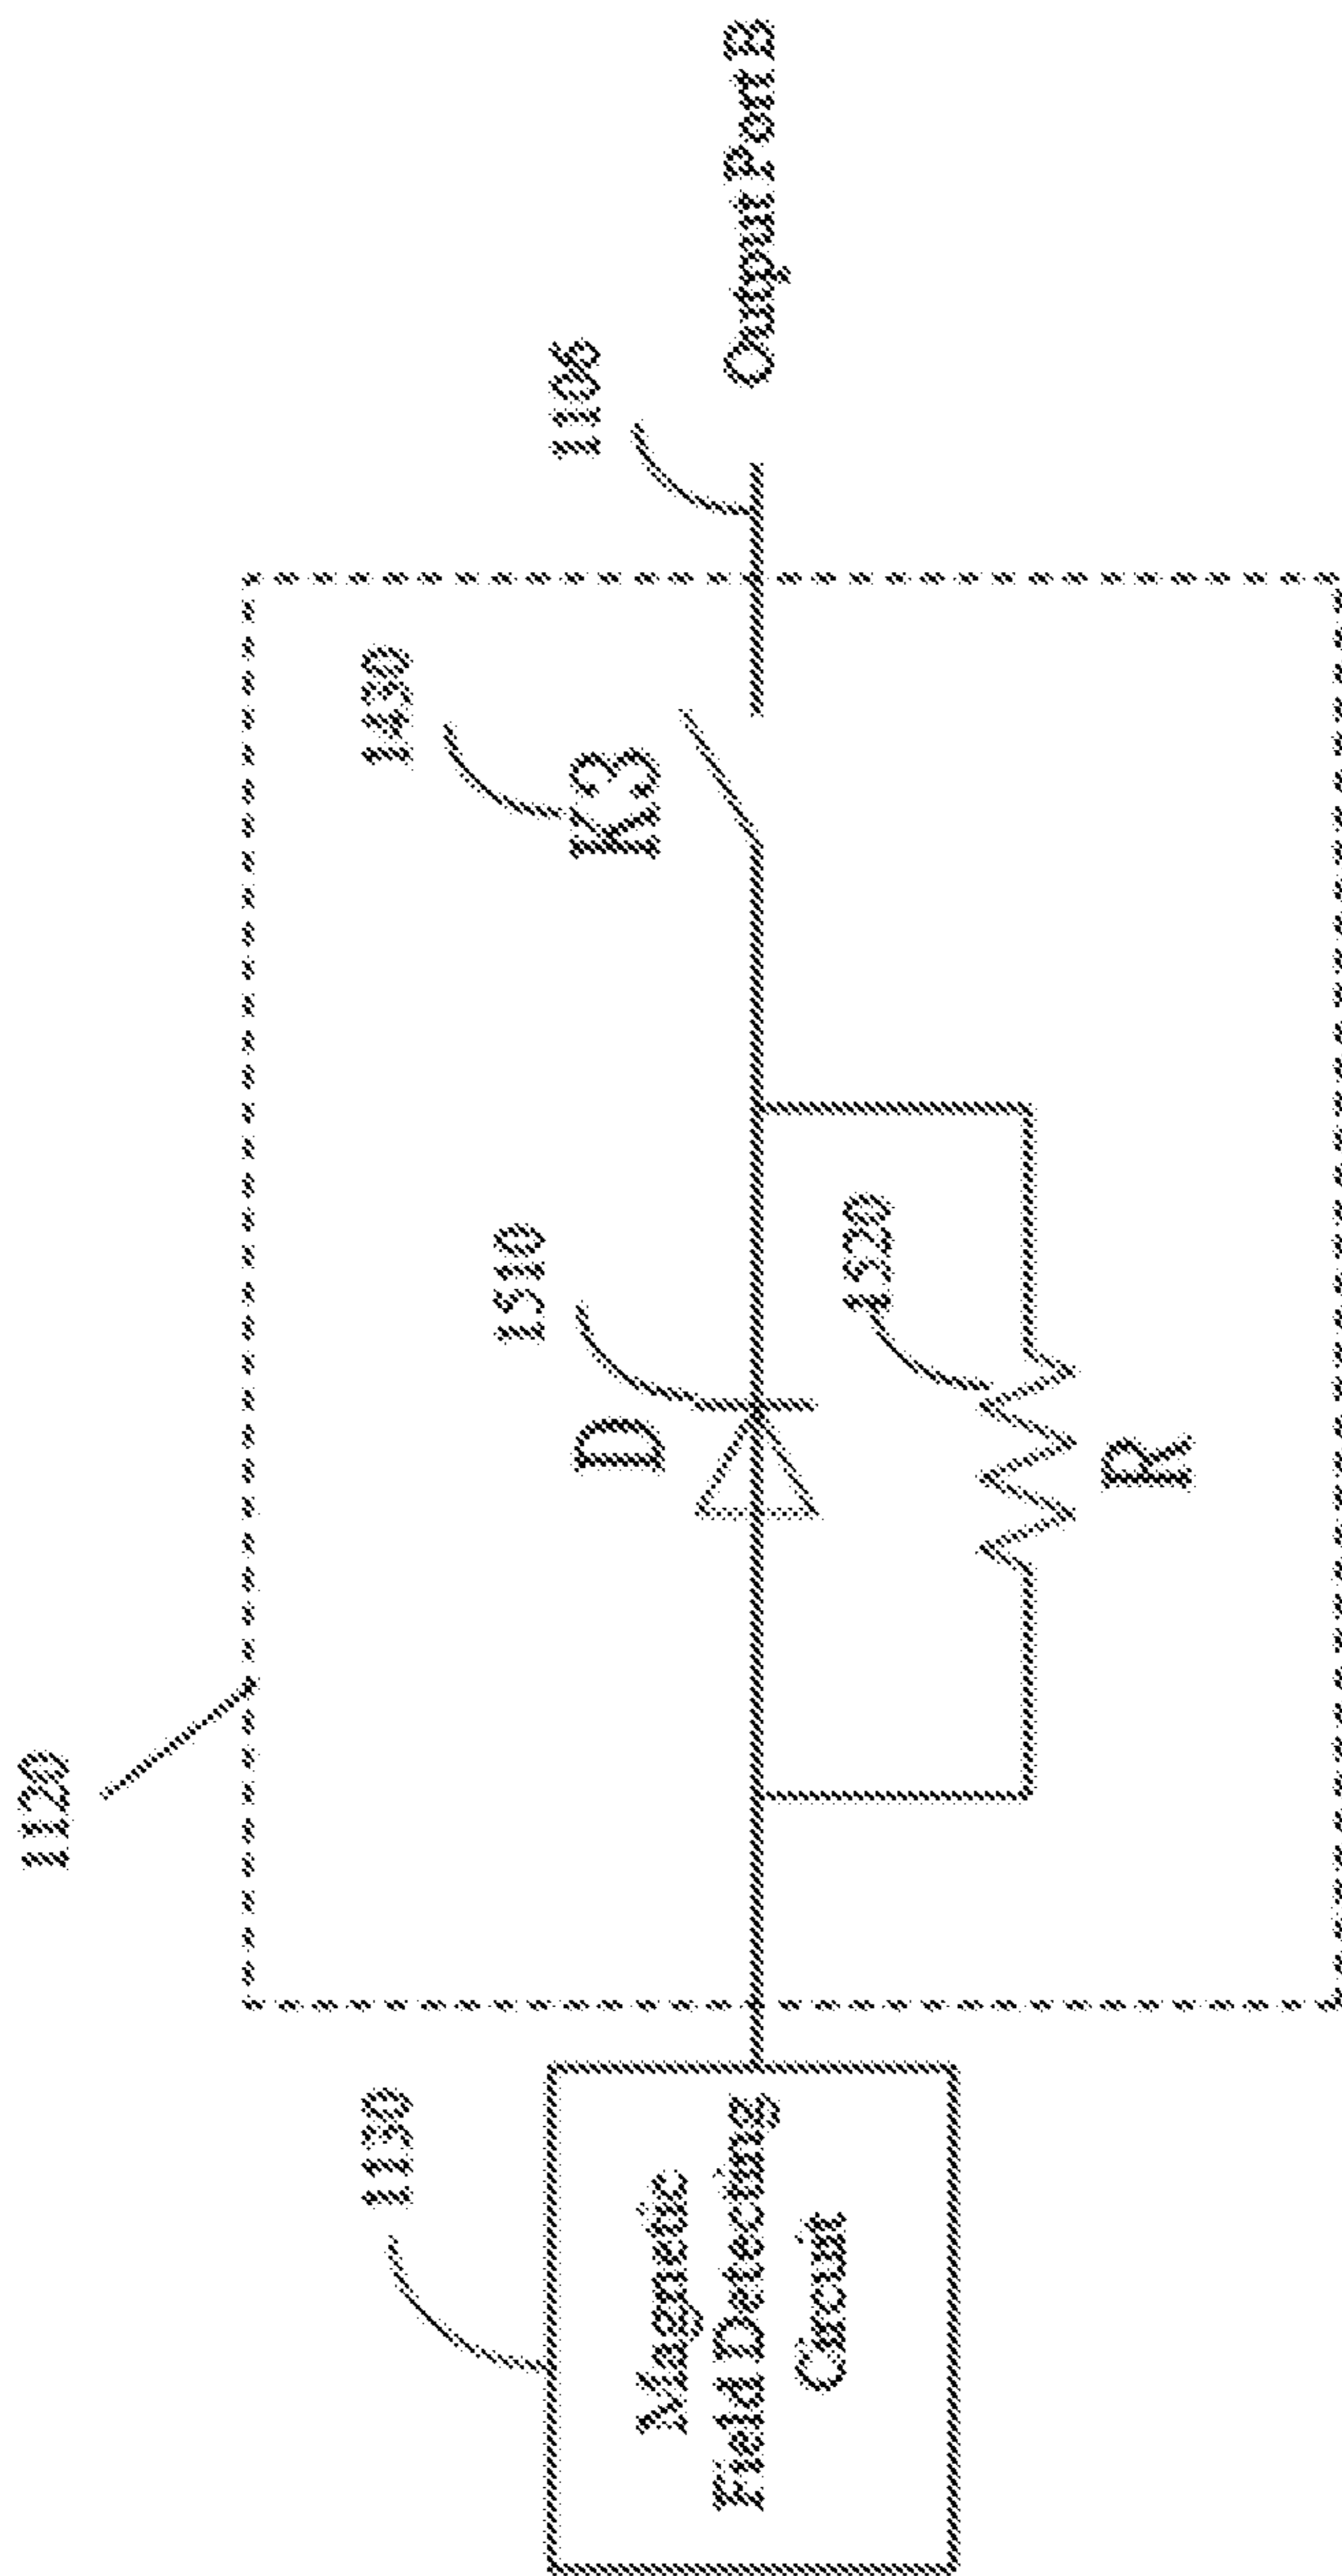 1120
1130
Magnetic
Field Detecting
Circuit
1430
K3
1510
D
1520
R
1106
Output Port B